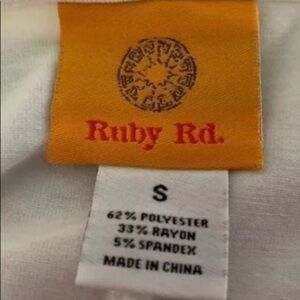 Ruby Rd.
S
62% POLYESTER
33% RAYON
5% SPANDEX
MADE IN CHINA